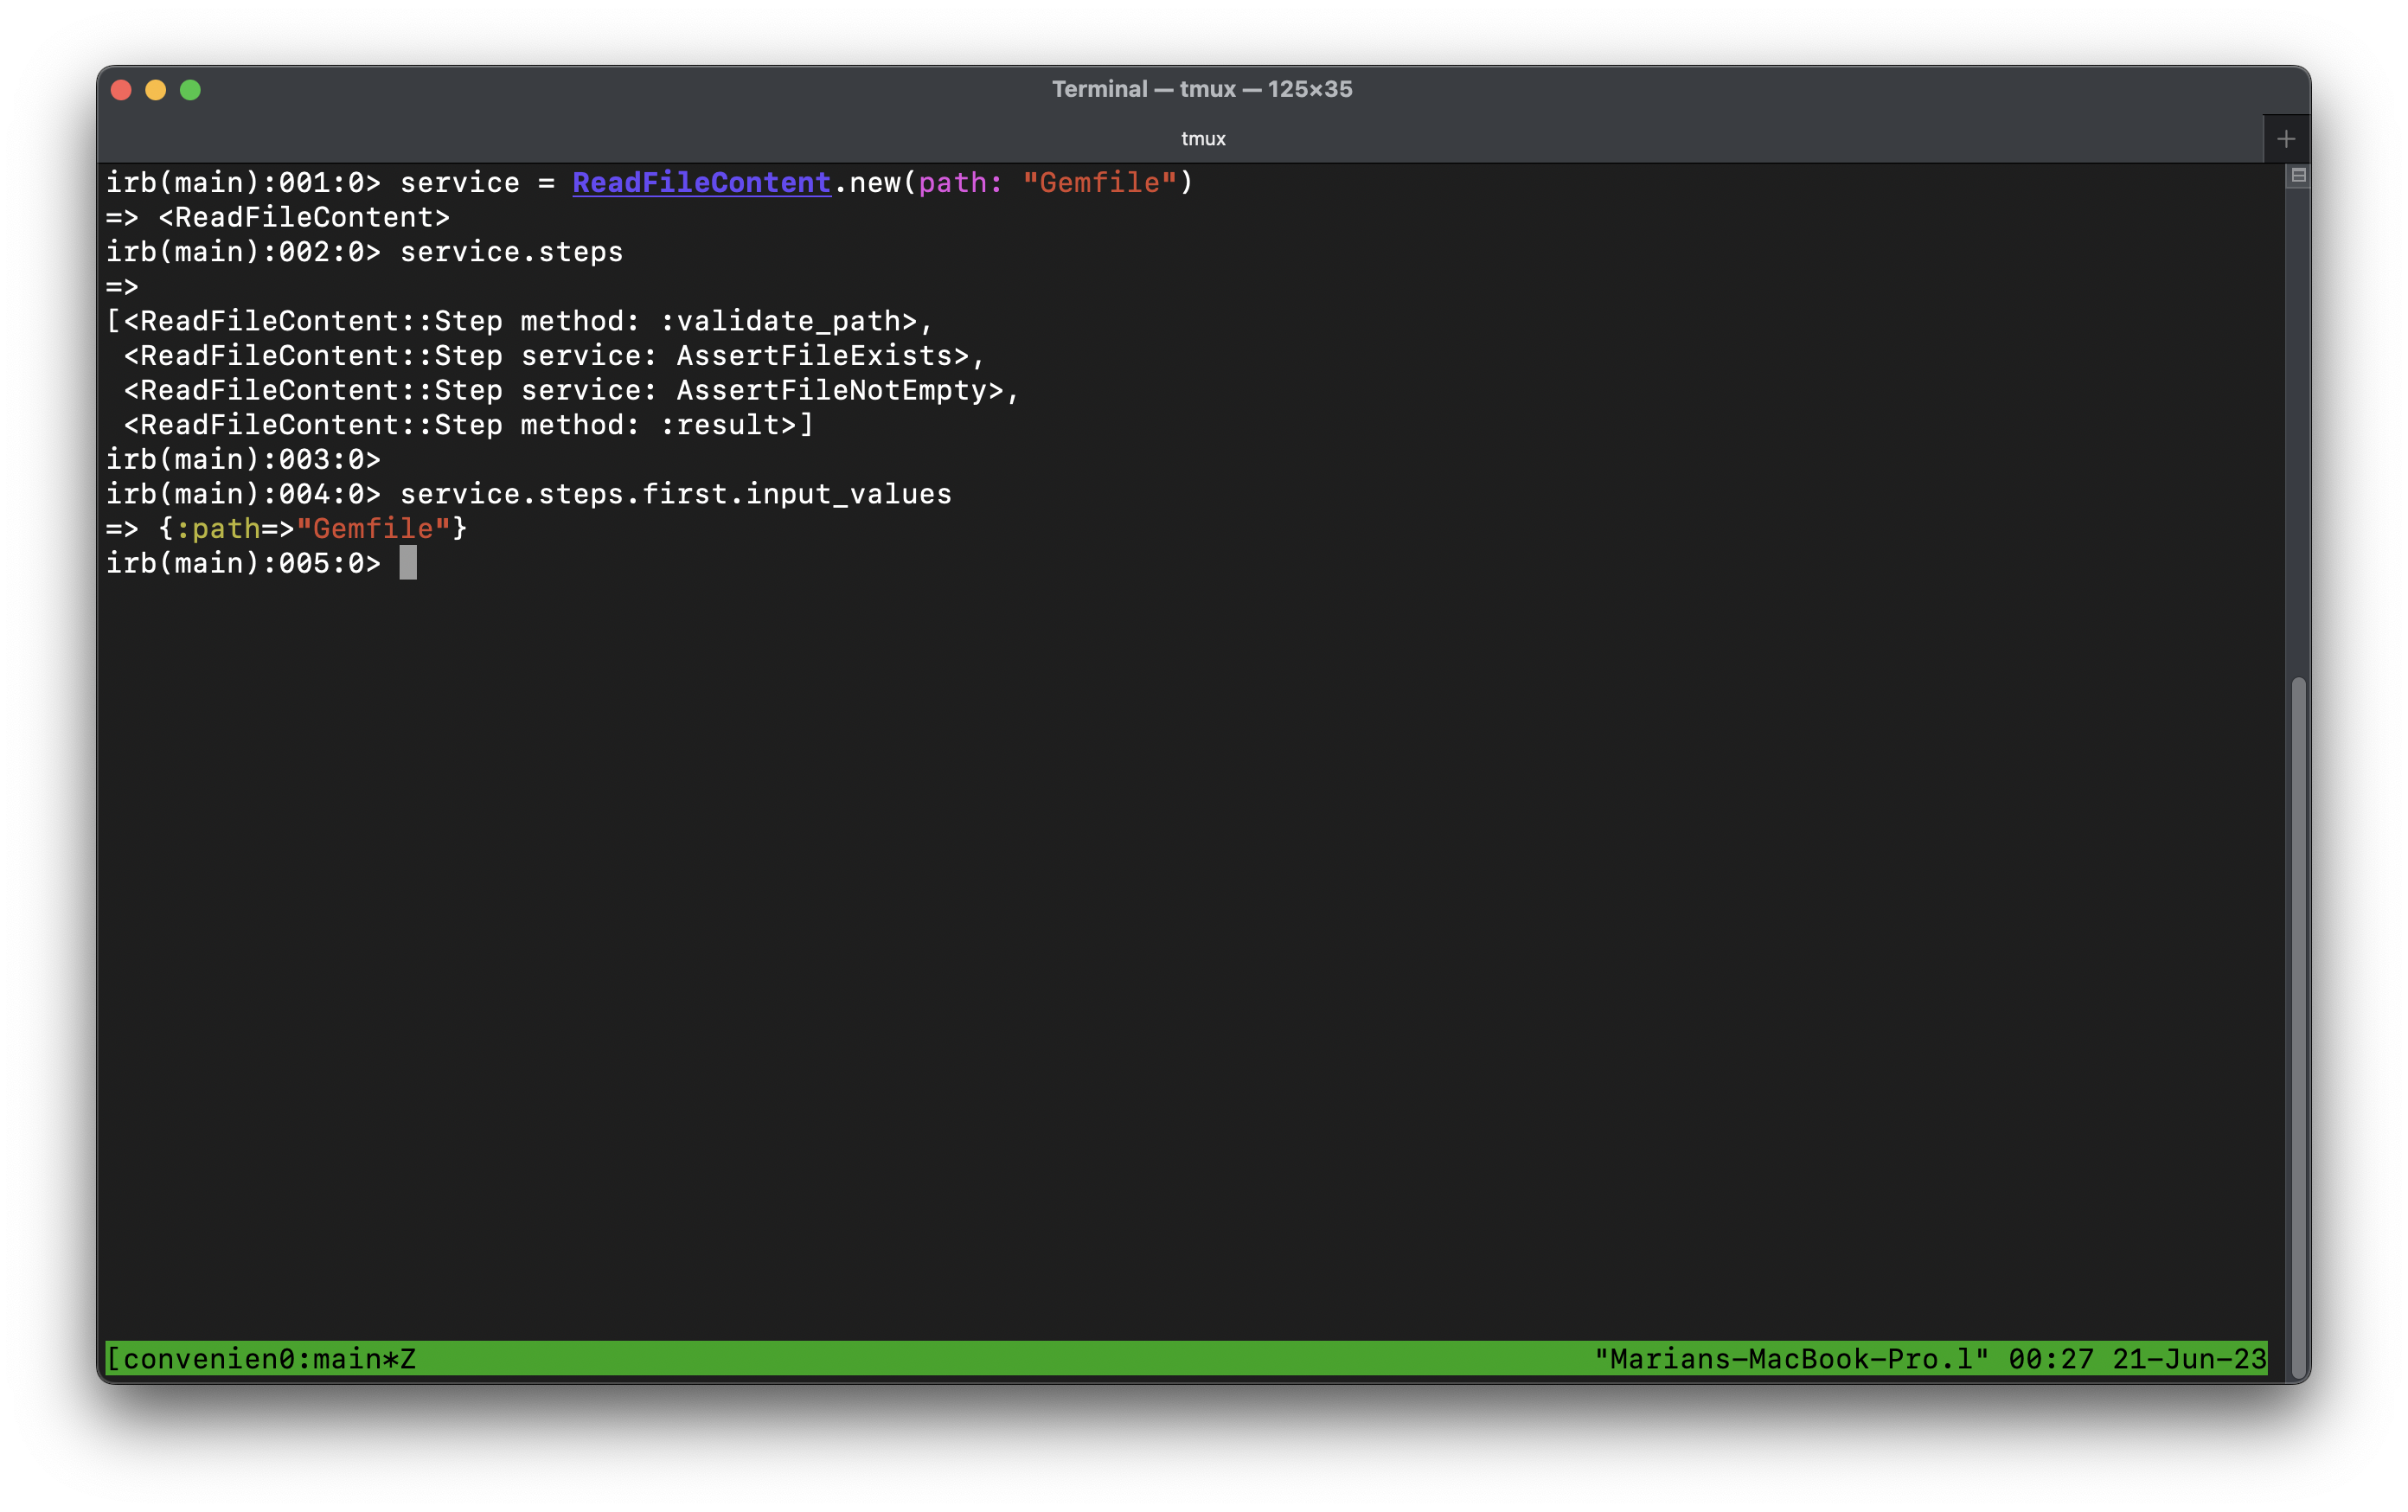 Terminal — tmux — 125×35
tmux
irb(main):001:0> service = ReadFileContent.new(path: "Gemfile")
=> <ReadFileContent>
irb(main):002:0> service.steps
=>
[<ReadFileContent::Step method: :validate_path>,
 <ReadFileContent::Step service: AssertFileExists>,
 <ReadFileContent::Step service: AssertFileNotEmpty>,
 <ReadFileContent::Step method: :result>]
irb(main):003:0>
irb(main):004:0> service.steps.first.input_values
=> {:path=>"Gemfile"}
irb(main):005:0>
[convenien0:main*Z "Marians-MacBook-Pro.l" 00:27 21-Jun-23